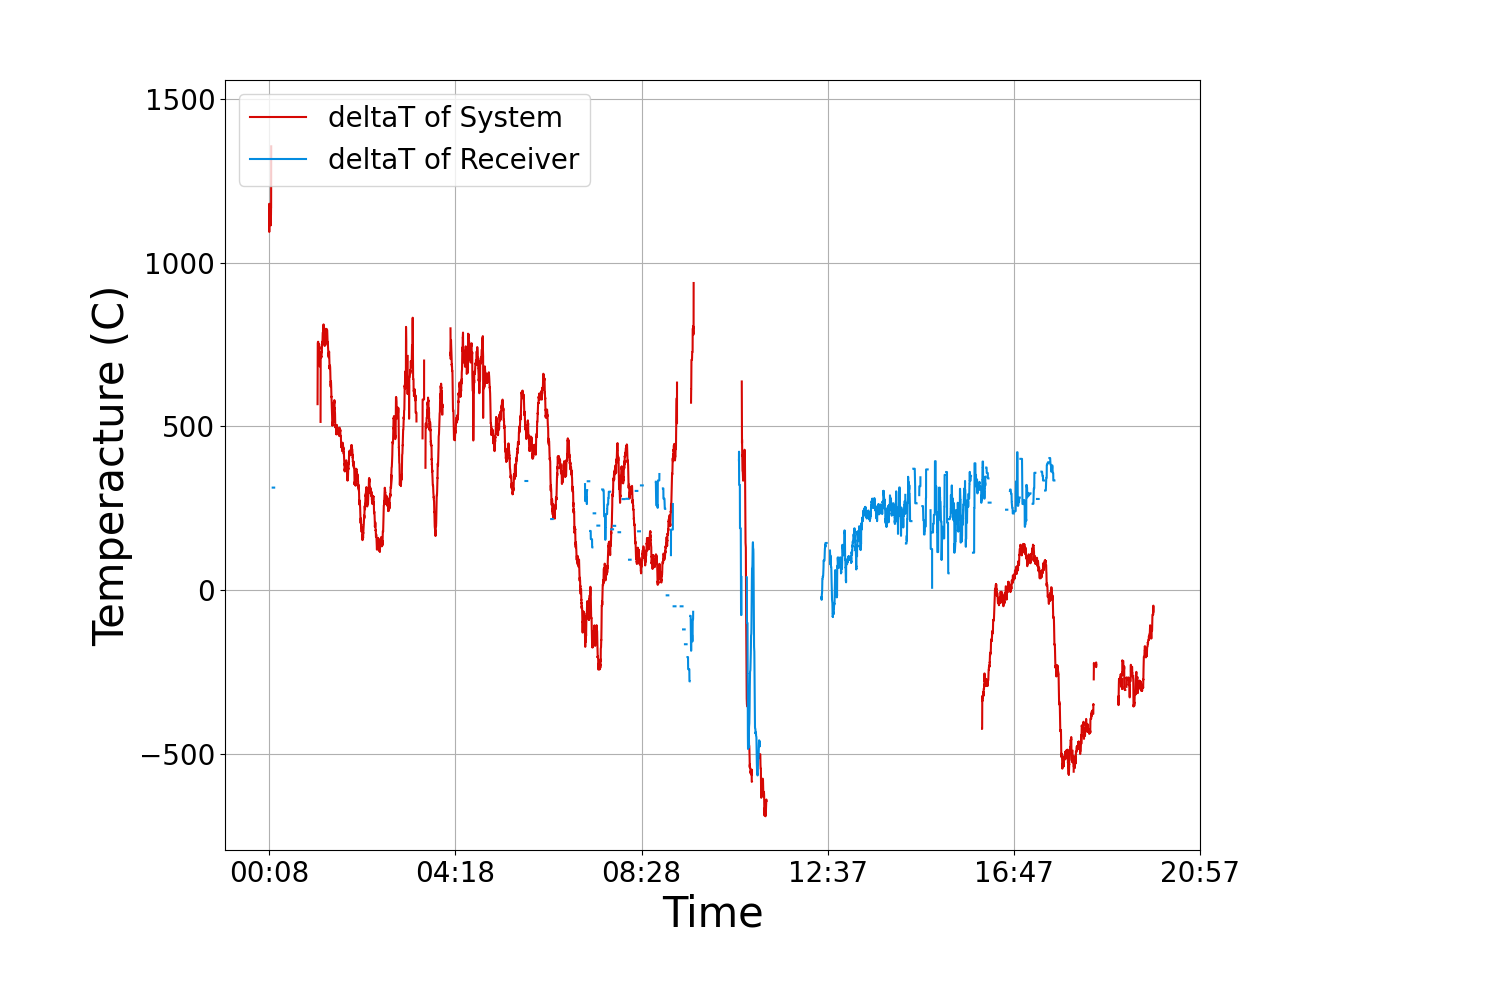 deltaT of System
deltaT of Receiver
1500
1000
500
0
−500
Temperacture (C)
00:08 04:18 08:28 12:37 16:47 20:57
Time